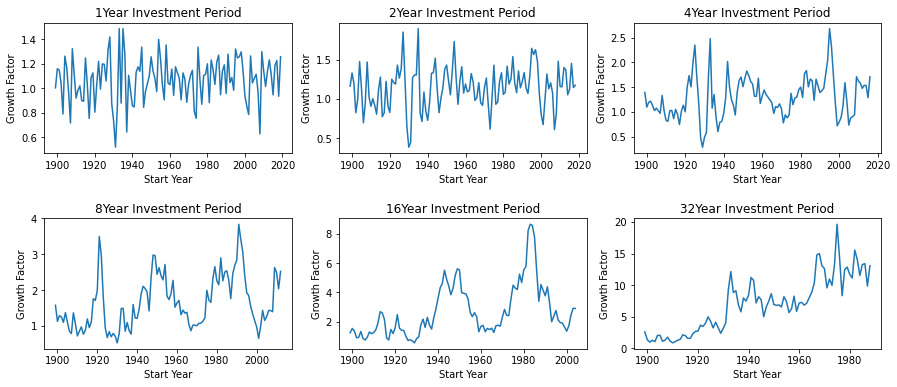 1Year Investment Period
Growth Factor
1.4
1.2
1.0
0.8
0.6
1900 1920 1940 1960 1980 2000 2020
Start Year
2Year Investment Period
Growth Factor
1.5
1.0
0.5
1900 1920 1940 1960 1980 2000 2020
Start Year
4Year Investment Period
Growth Factor
2.5
2.0
1.5
1.0
0.5
1900 1920 1940 1960 1980 2000 2020
Start Year
8Year Investment Period
Growth Factor
4
3
2
1
1900 1920 1940 1960 1980 2000
Start Year
16Year Investment Period
Growth Factor
8
6
4
2
1900 1920 1940 1960 1980 2000
Start Year
32Year Investment Period
Growth Factor
20
15
10
5
0
1900 1920 1940 1960 1980
Start Year